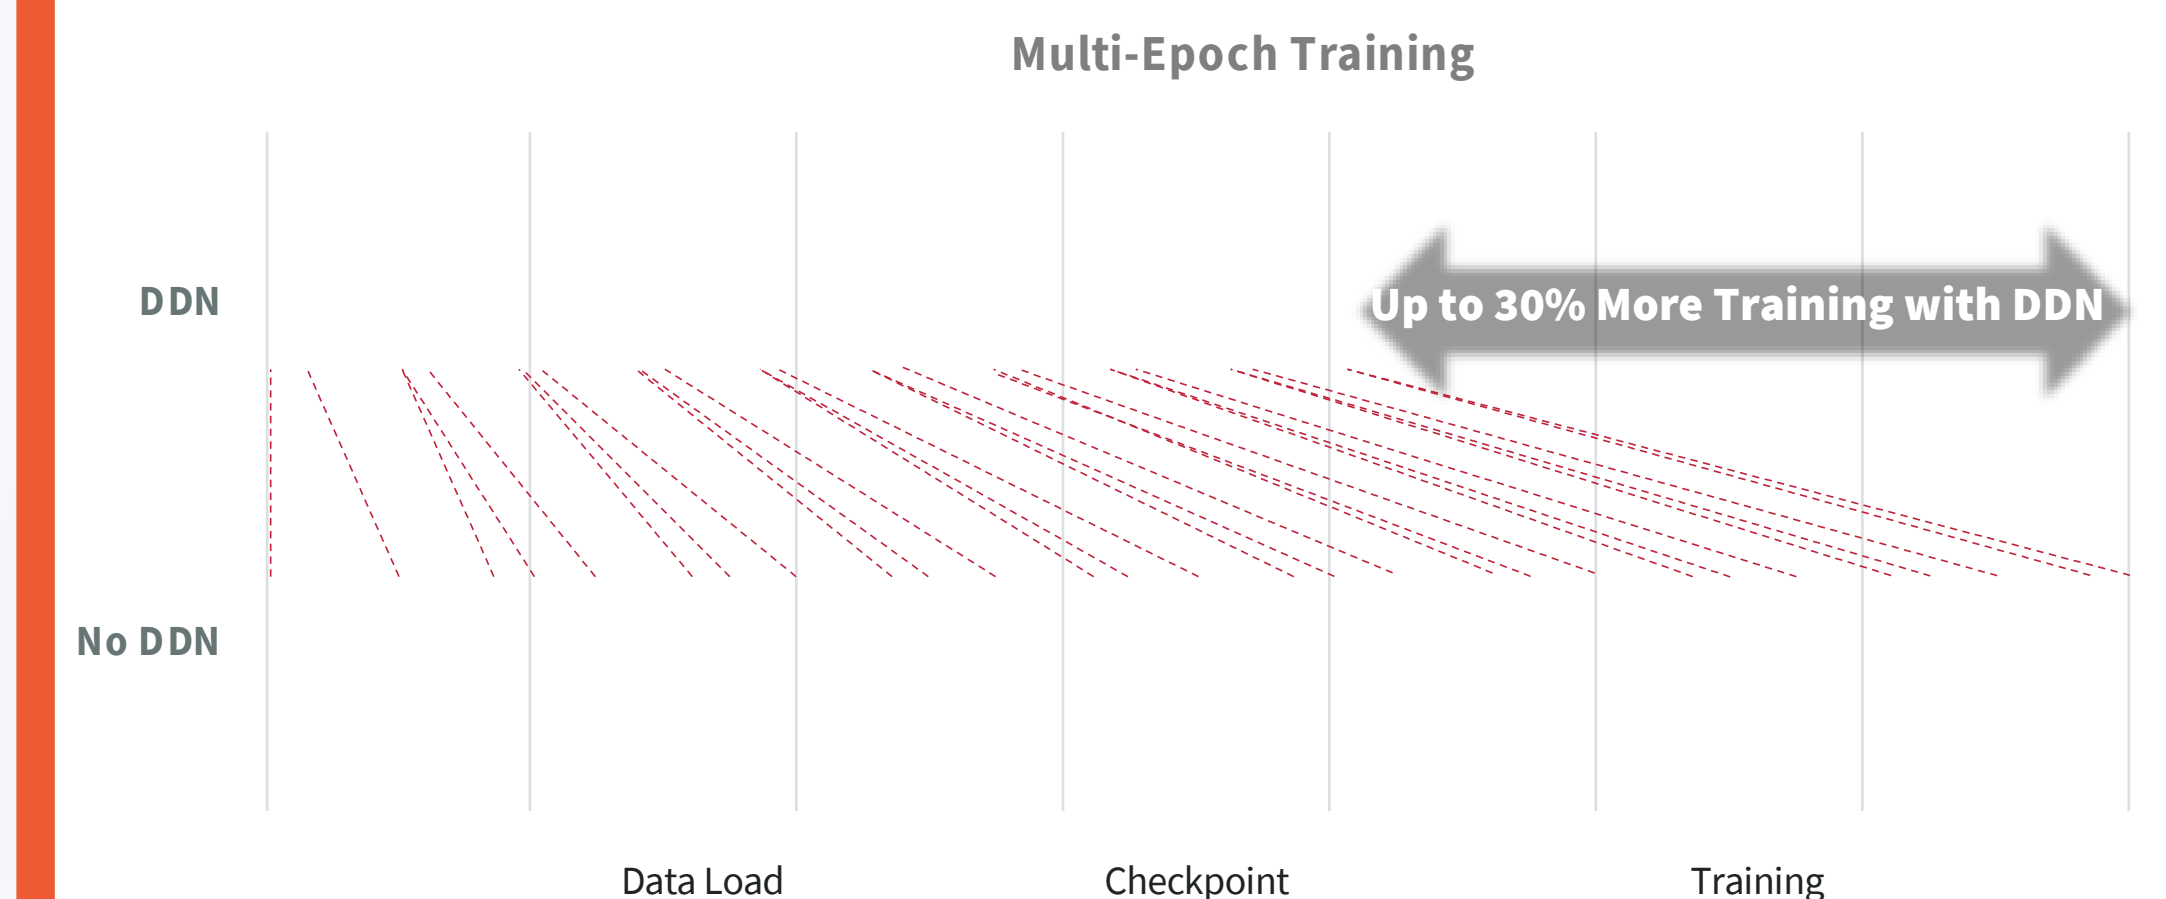 Multi-Epoch Training
DDN
Up to 30% More Training with DDN
No DDN
Data Load
Checkpoint
Training